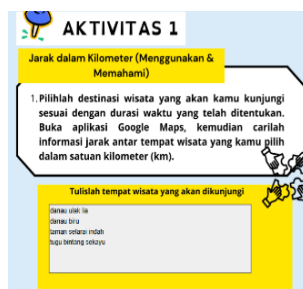 AKTIVITAS 1
Jarak dalam Kilometer (Menggunakan &
Memahami)
1. Pilihlah destinasi wisata yang akan kamu kunjungi
sesuai dengan durasi waktu yang telah ditentukan.
Buka aplikasi Google Maps, kemudian carilah
informasi jarak antar tempat wisata yang kamu pilih
dalam satuan kilometer (km).
Tulislah tempat wisata yang akan dikunjungi
danau ulak lia
danau biru
taman selarai indah
tugu bintang sekayu